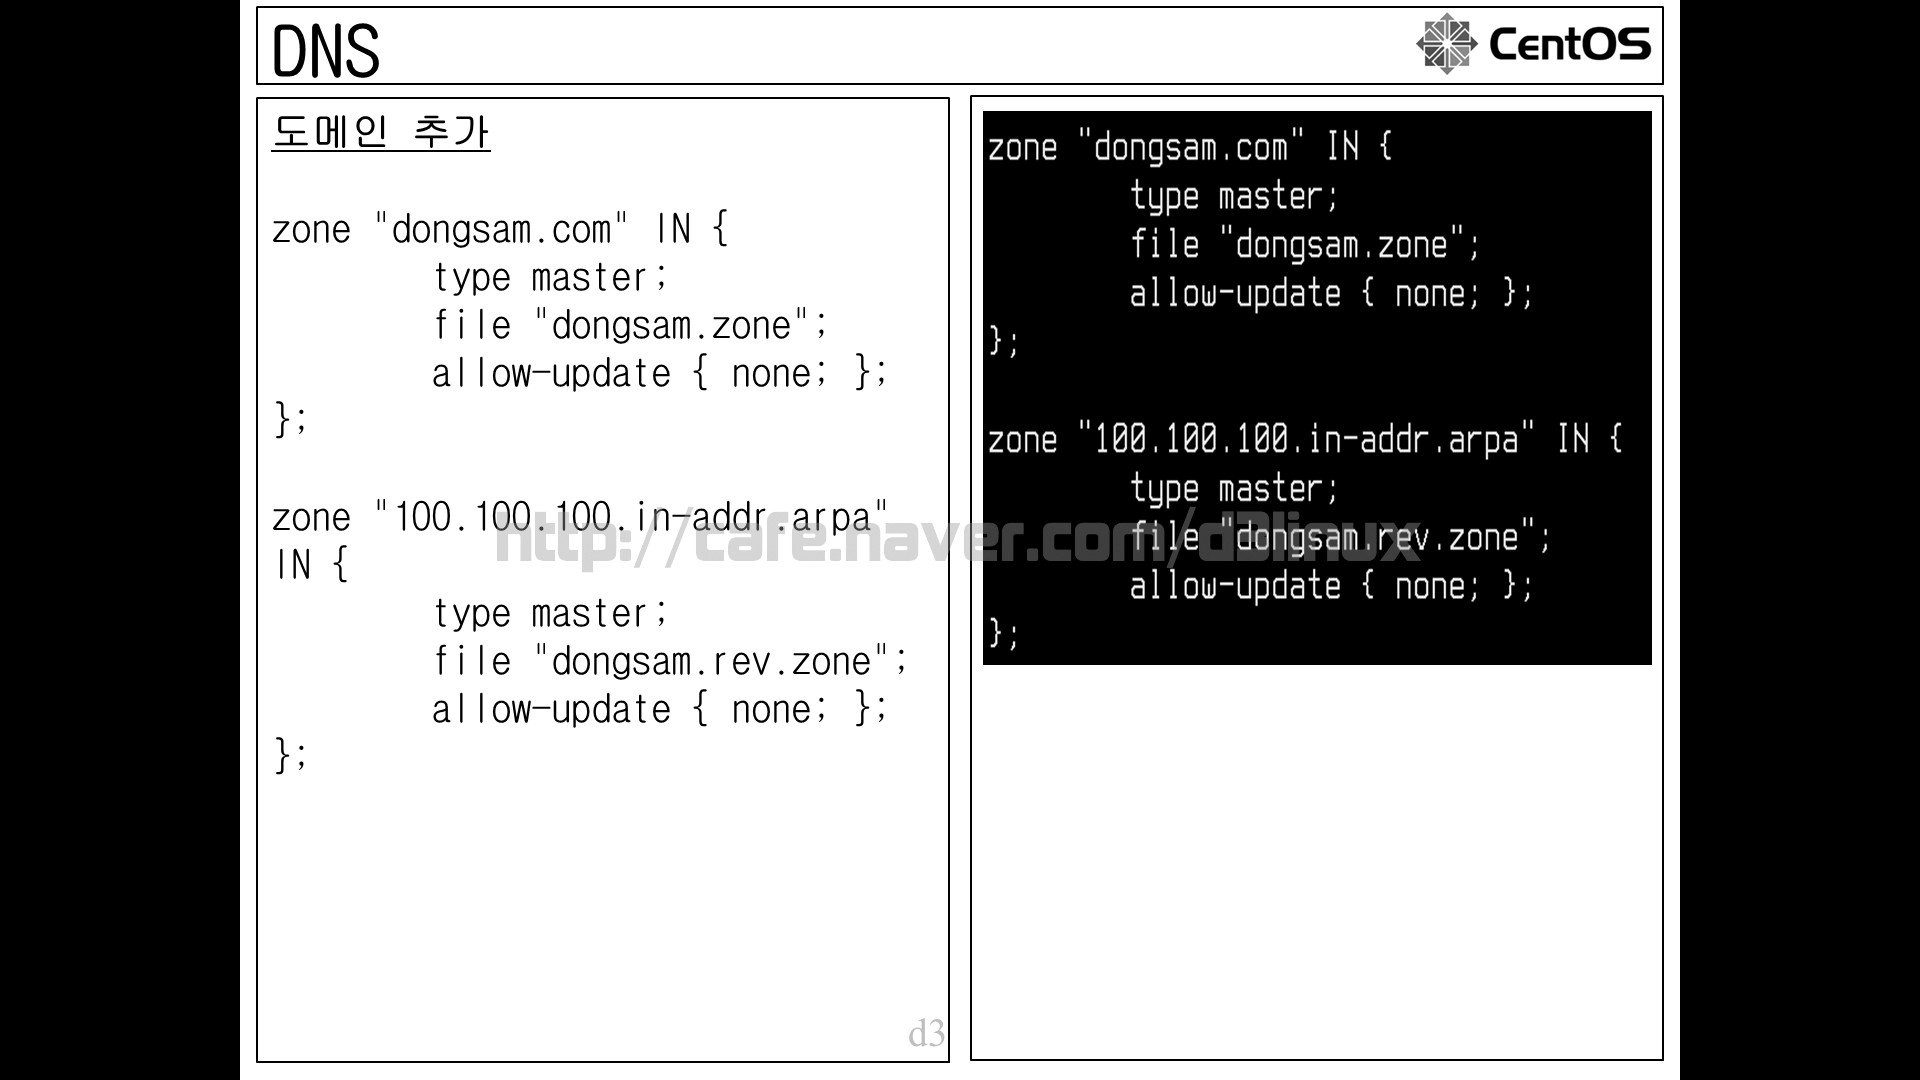 DNS
CentOS
도메인 추가
zone "dongsam.com" IN {
type master;
file "dongsam.zone";
allow-update { none; };
};
zone "100.100.100.in-addr.arpa"
IN {
type master;
file "dongsam.rev.zone";
allow-update { none; };
};
d3
zone "dongsam.com" IN {
type master;
file "dongsam.zone";
allow-update { none; };
};
zone "100.100.100.in-addr.arpa" IN {
type master;
file "dongsam.rev.zone";
allow-update { none; };
};
http://cafe.naver.com/d3linux